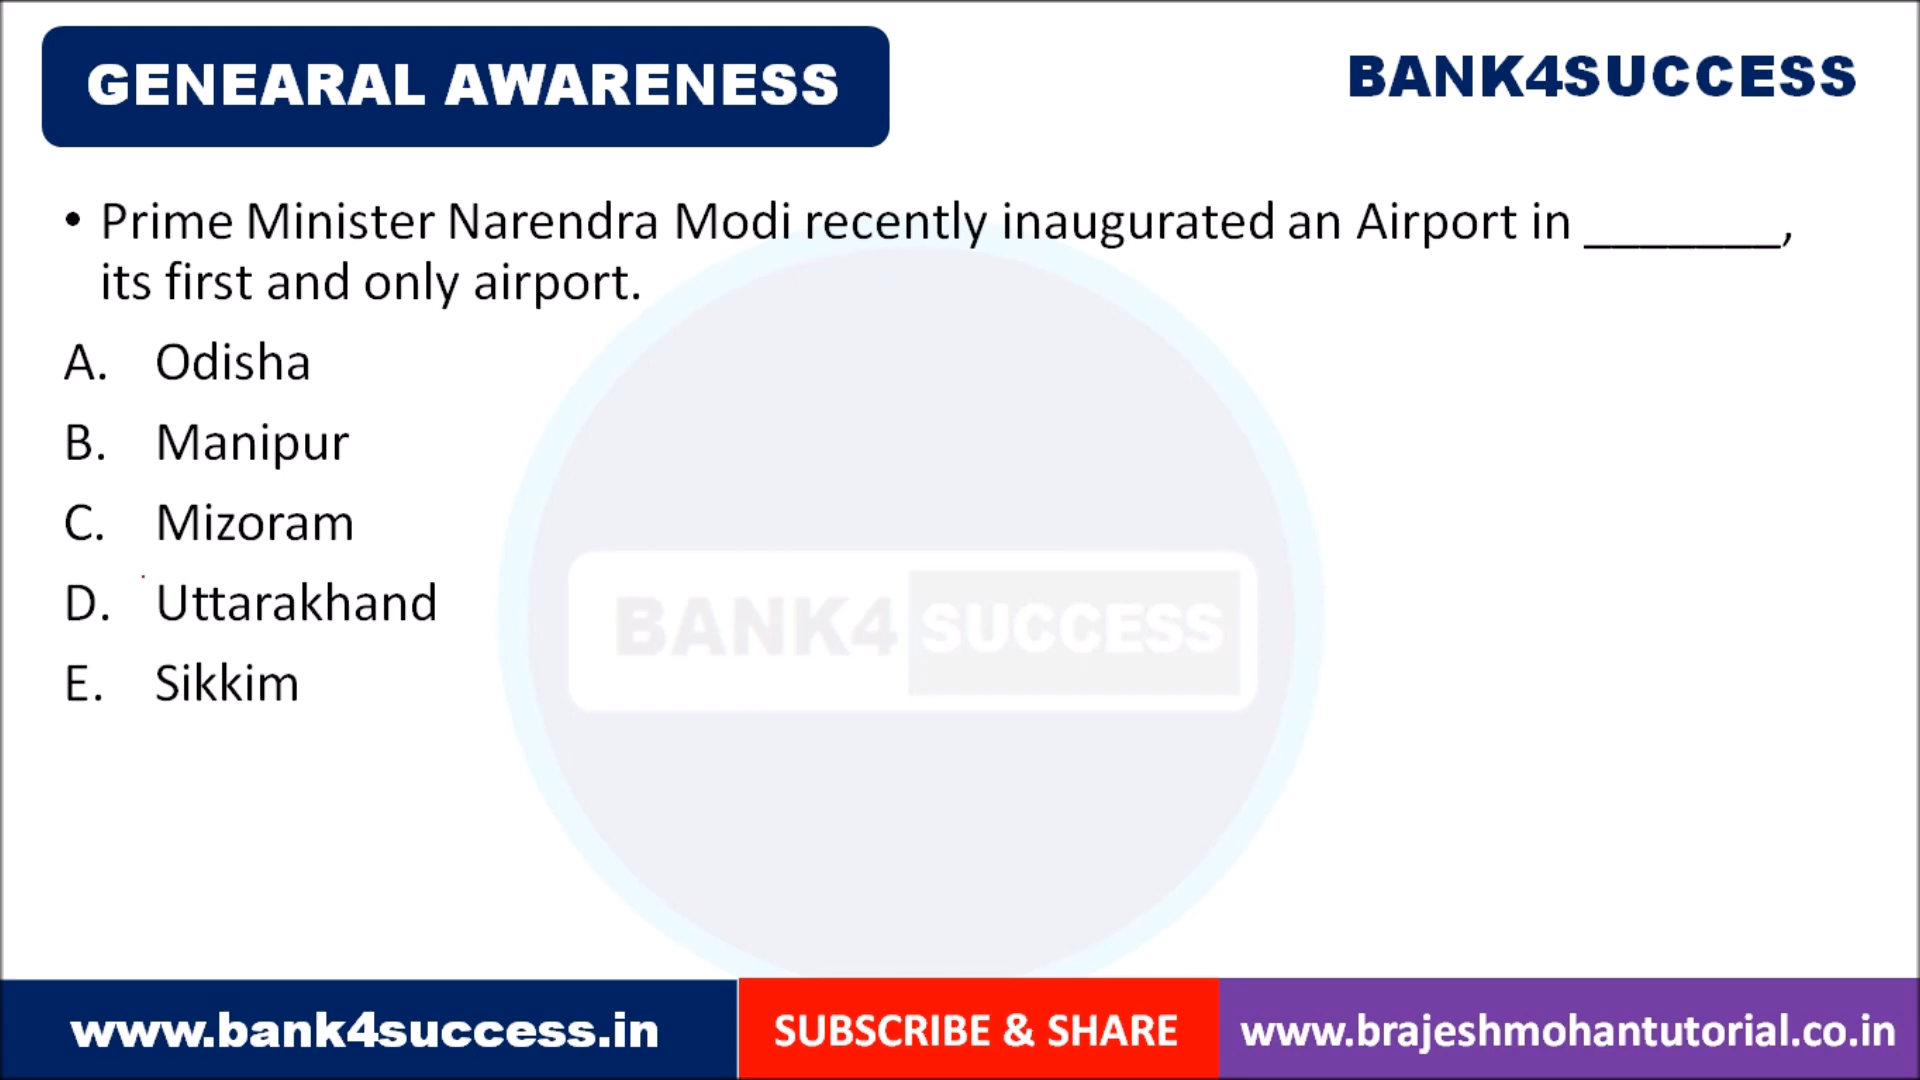 GENEARAL AWARENESS
BANK4SUCCESS
• Prime Minister Narendra Modi recently inaugurated an Airport in _______,
its first and only airport.
A. Odisha
B. Manipur
C. Mizoram
D. Uttarakhand
E. Sikkim
BANK4 SUCCESS
www.bank4success.in
SUBSCRIBE & SHARE
www.brajeshmohantutorial.co.in